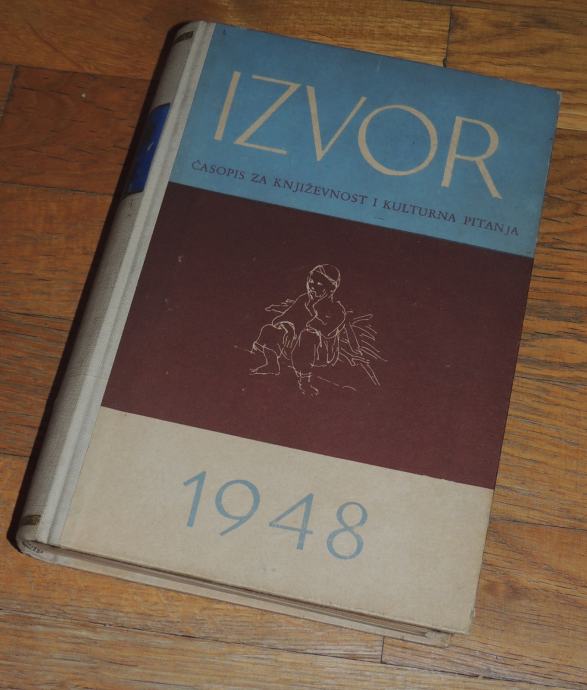 IZVOR
ČASOPIS ZA KNJIŽEVNOST I KULTURNA PITANJA
1948